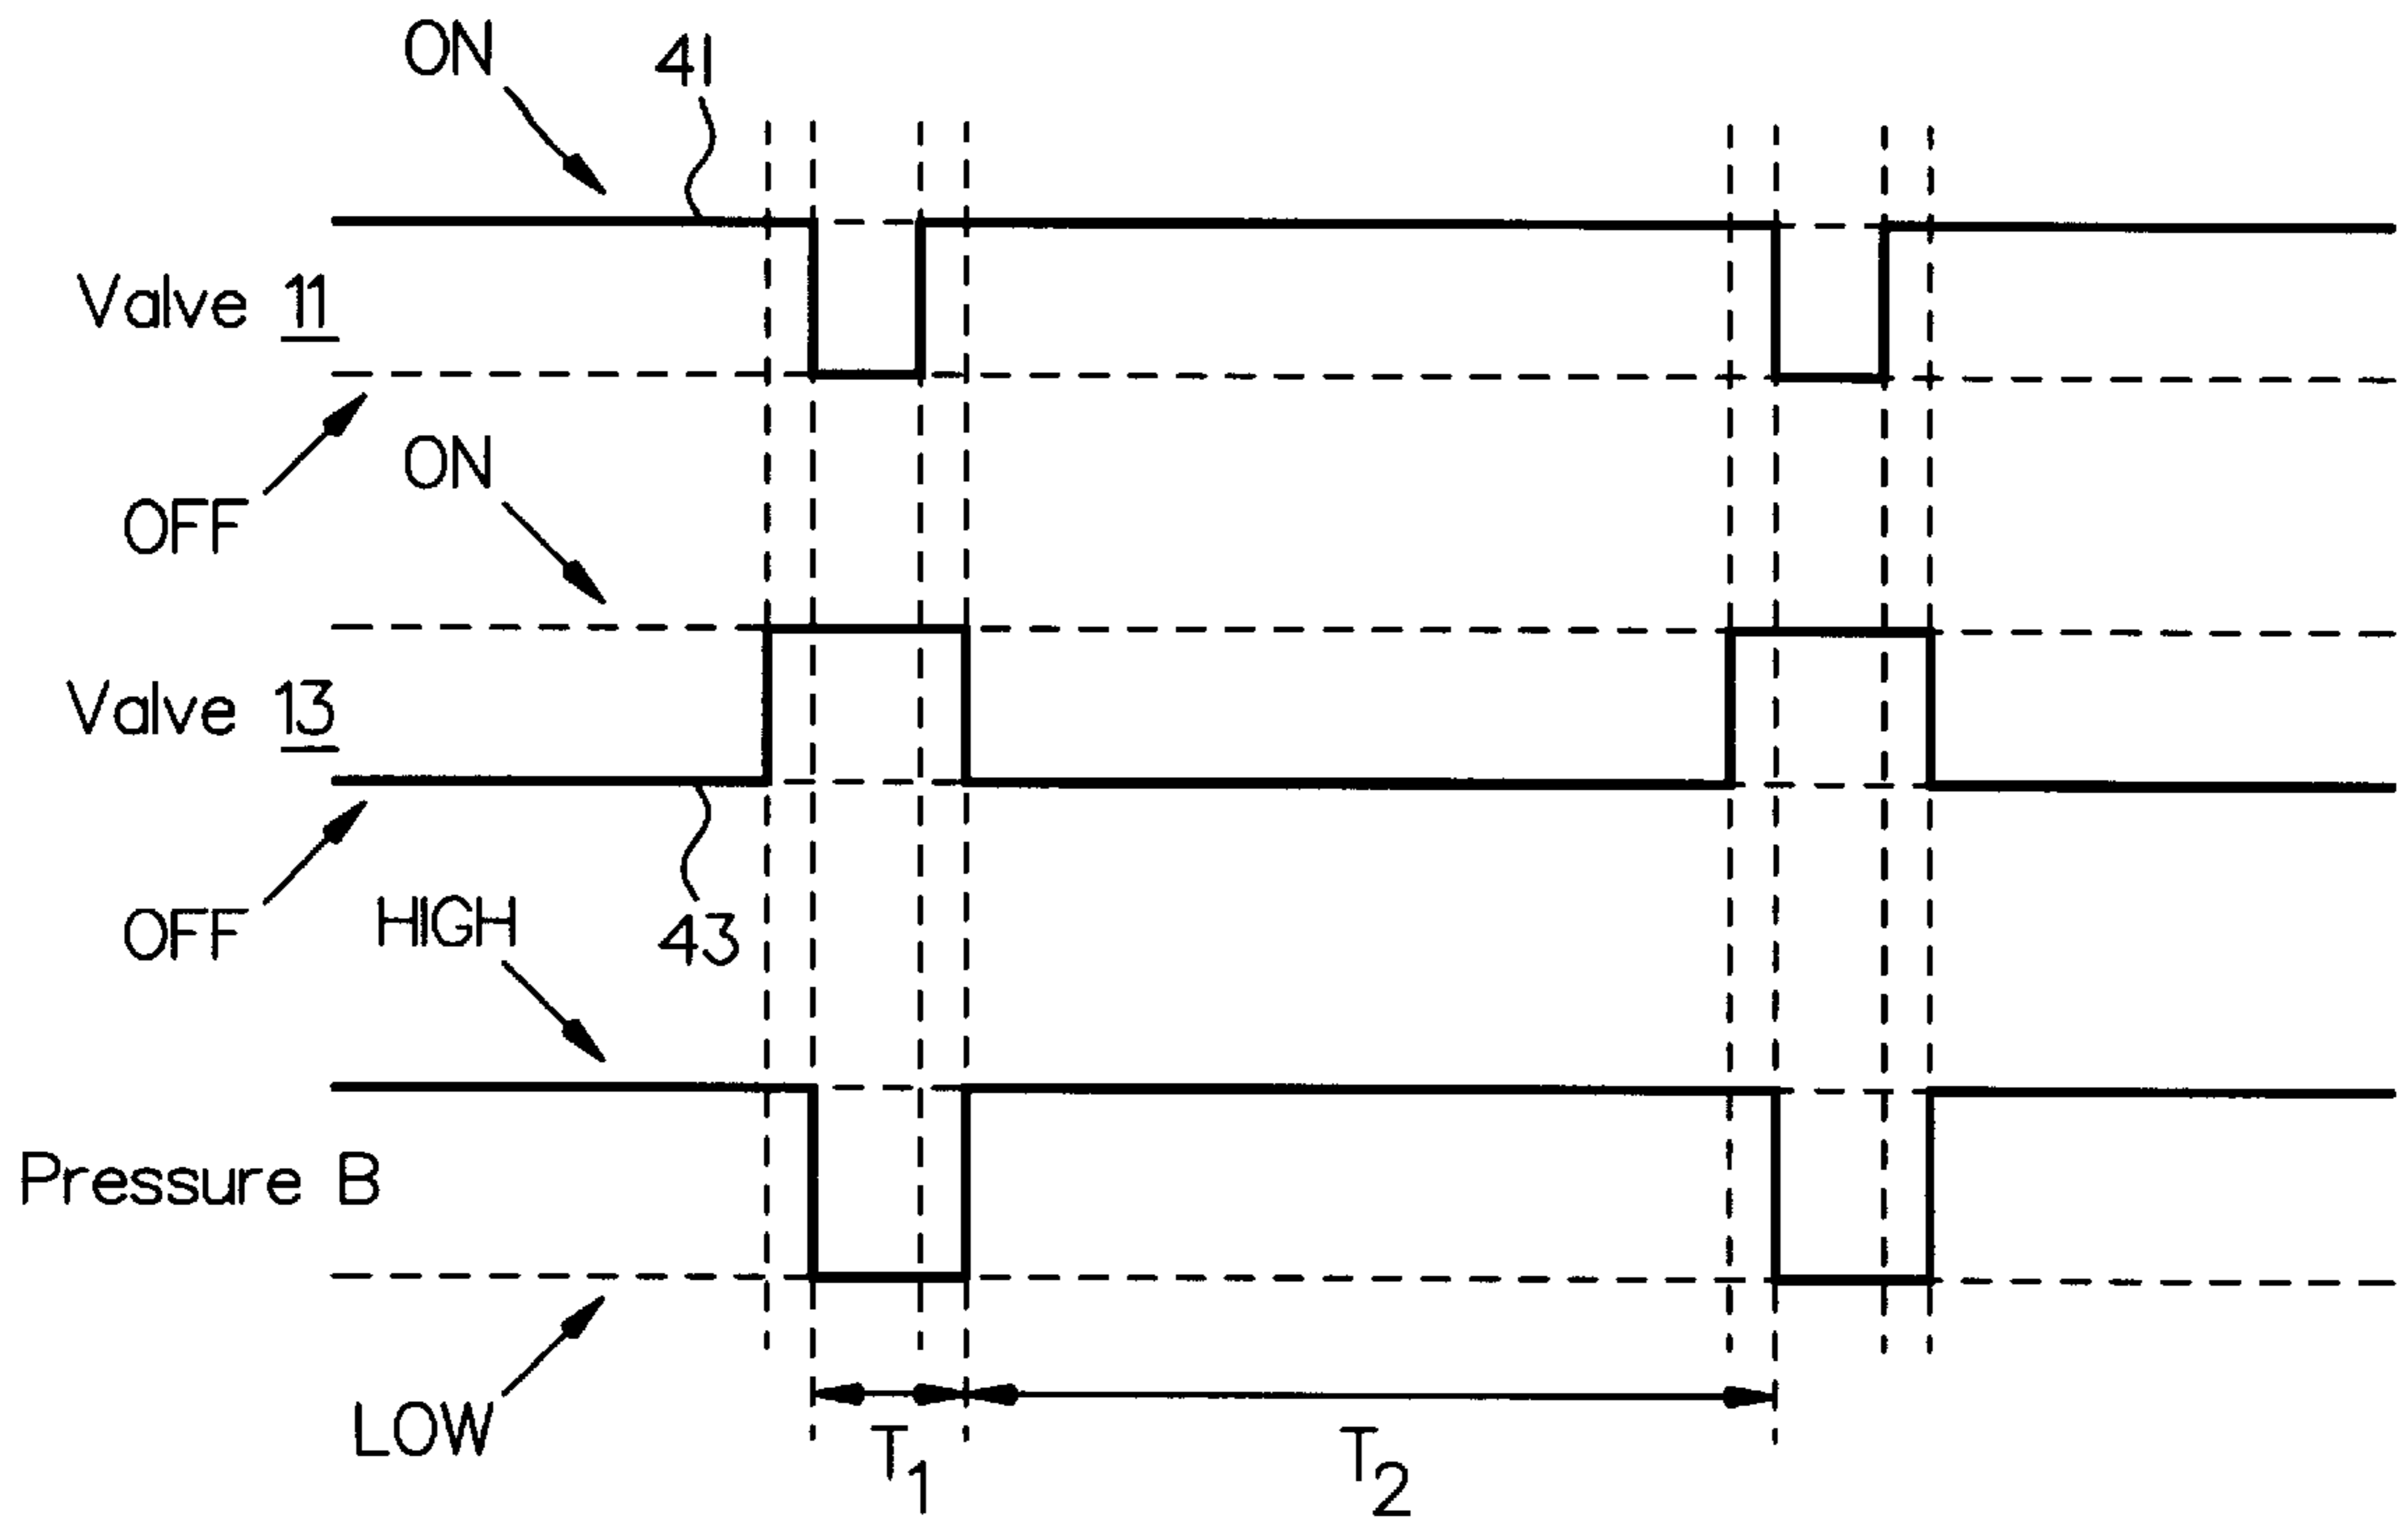 ON
41
Valve 11
OFF
ON
Valve 13
OFF
43
HIGH
Pressure B
LOW
T1
T2